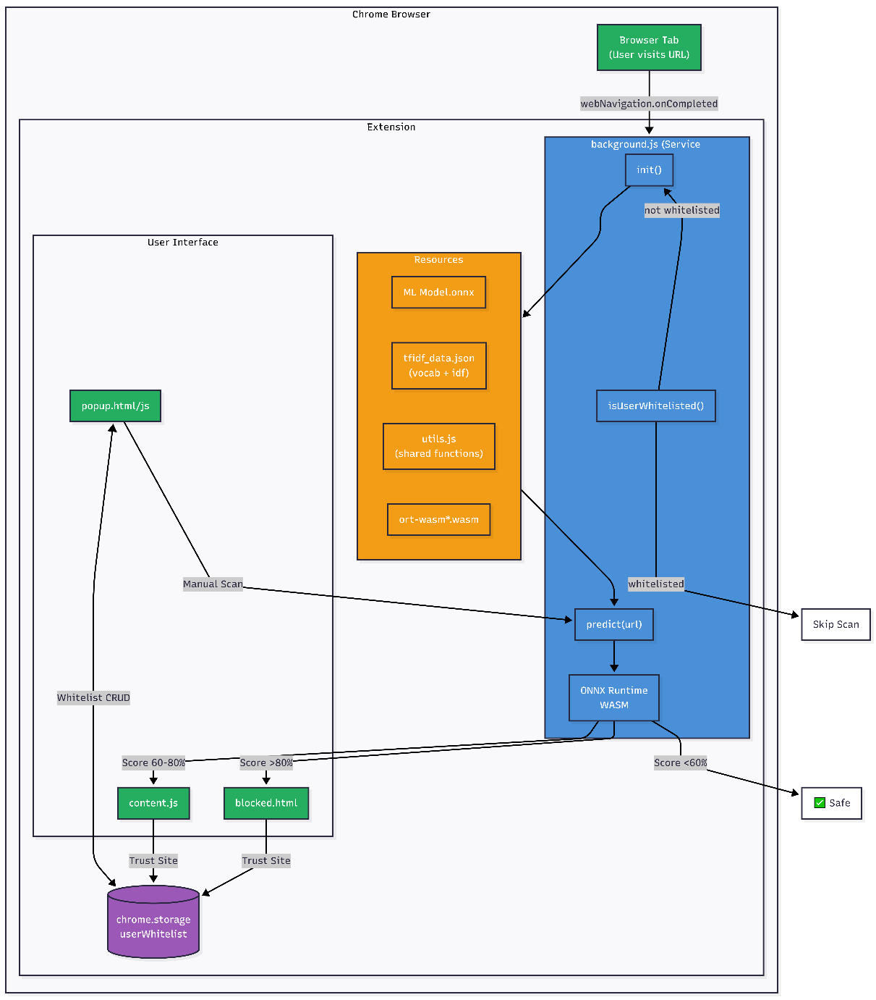 Chrome Browser
Browser Tab
(User visits URL)
webNavigation.onCompleted
Extension
background.js (Service
init()
not whitelisted
User Interface
Resources
ML Model.onnx
tfidf_data.json
(vocab + idf)
popup.html/js
isUserWhitelisted()
utils.js
(shared functions)
ort-wasm*.wasm
Manual Scan
whitelisted
predict(url)
Skip Scan
Whitelist CRUD
ONNX Runtime
WASM
Score 60-80%
Score >80%
Score <60%
content.js
blocked.html
✅ Safe
Trust Site
Trust Site
chrome.storage
userWhitelist